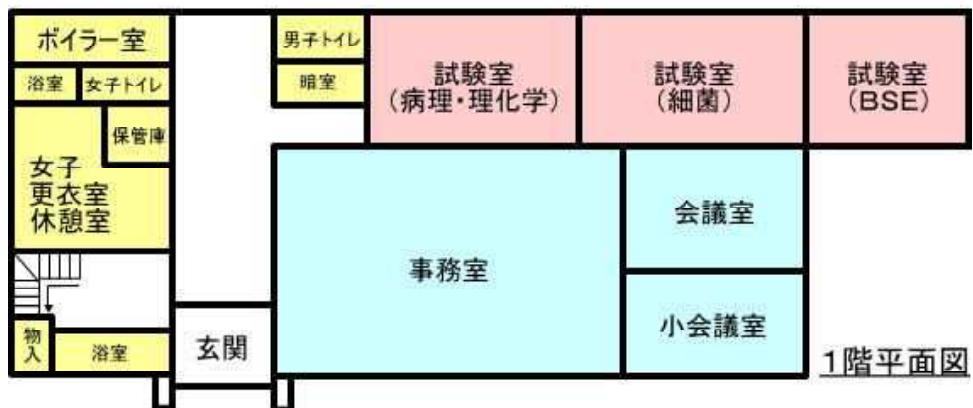 ボイラー室
男子トイレ
浴室
女子トイレ
暗室
試験室
(病理・理化学)
試験室
(細菌)
試験室
(BSE)
保管庫
女子
更衣室
休憩室
事務室
会議室
小会議室
物
入
浴室
玄関
1階平面図